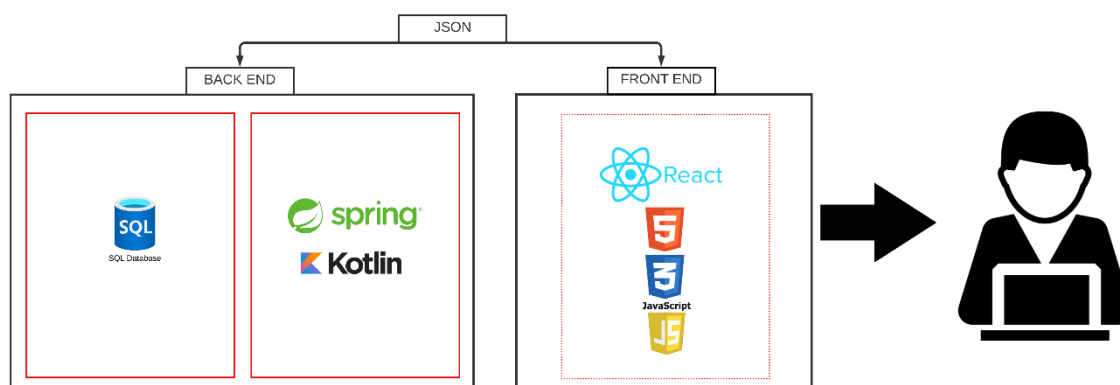 JSON
BACK END
FRONT END
SQL
SQL Database
spring
Kotlin
React
5
3
JavaScript
JS